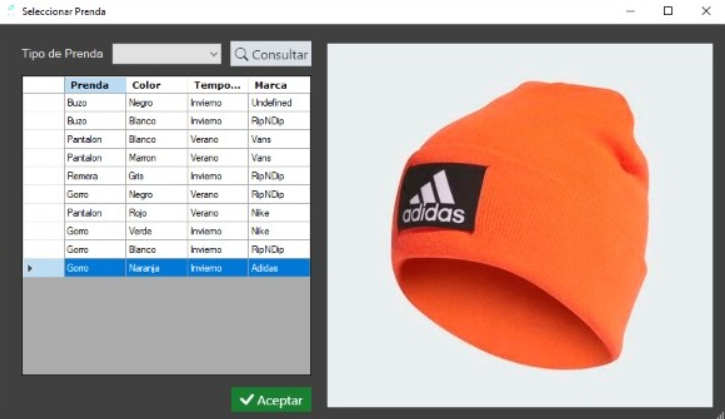 Seleccionar Prenda
Tipo de Prenda
Consultar
Prenda Color Tempo... Marca
Buzo Negro Invierno Undefined
Buzo Blanco Invierno RipNDip
Pantalon Blanco Verano Vans
Pantalon Marron Verano Vans
Remera Gris Invierno RipNDip
Gorro Negro Verano RipNDip
Pantalon Rojo Verano Nike
Gorro Verde Invierno Nike
Gorro Blanco Invierno RipNDip
Gorro Naranja Invierno Adidas
adidas
Aceptar